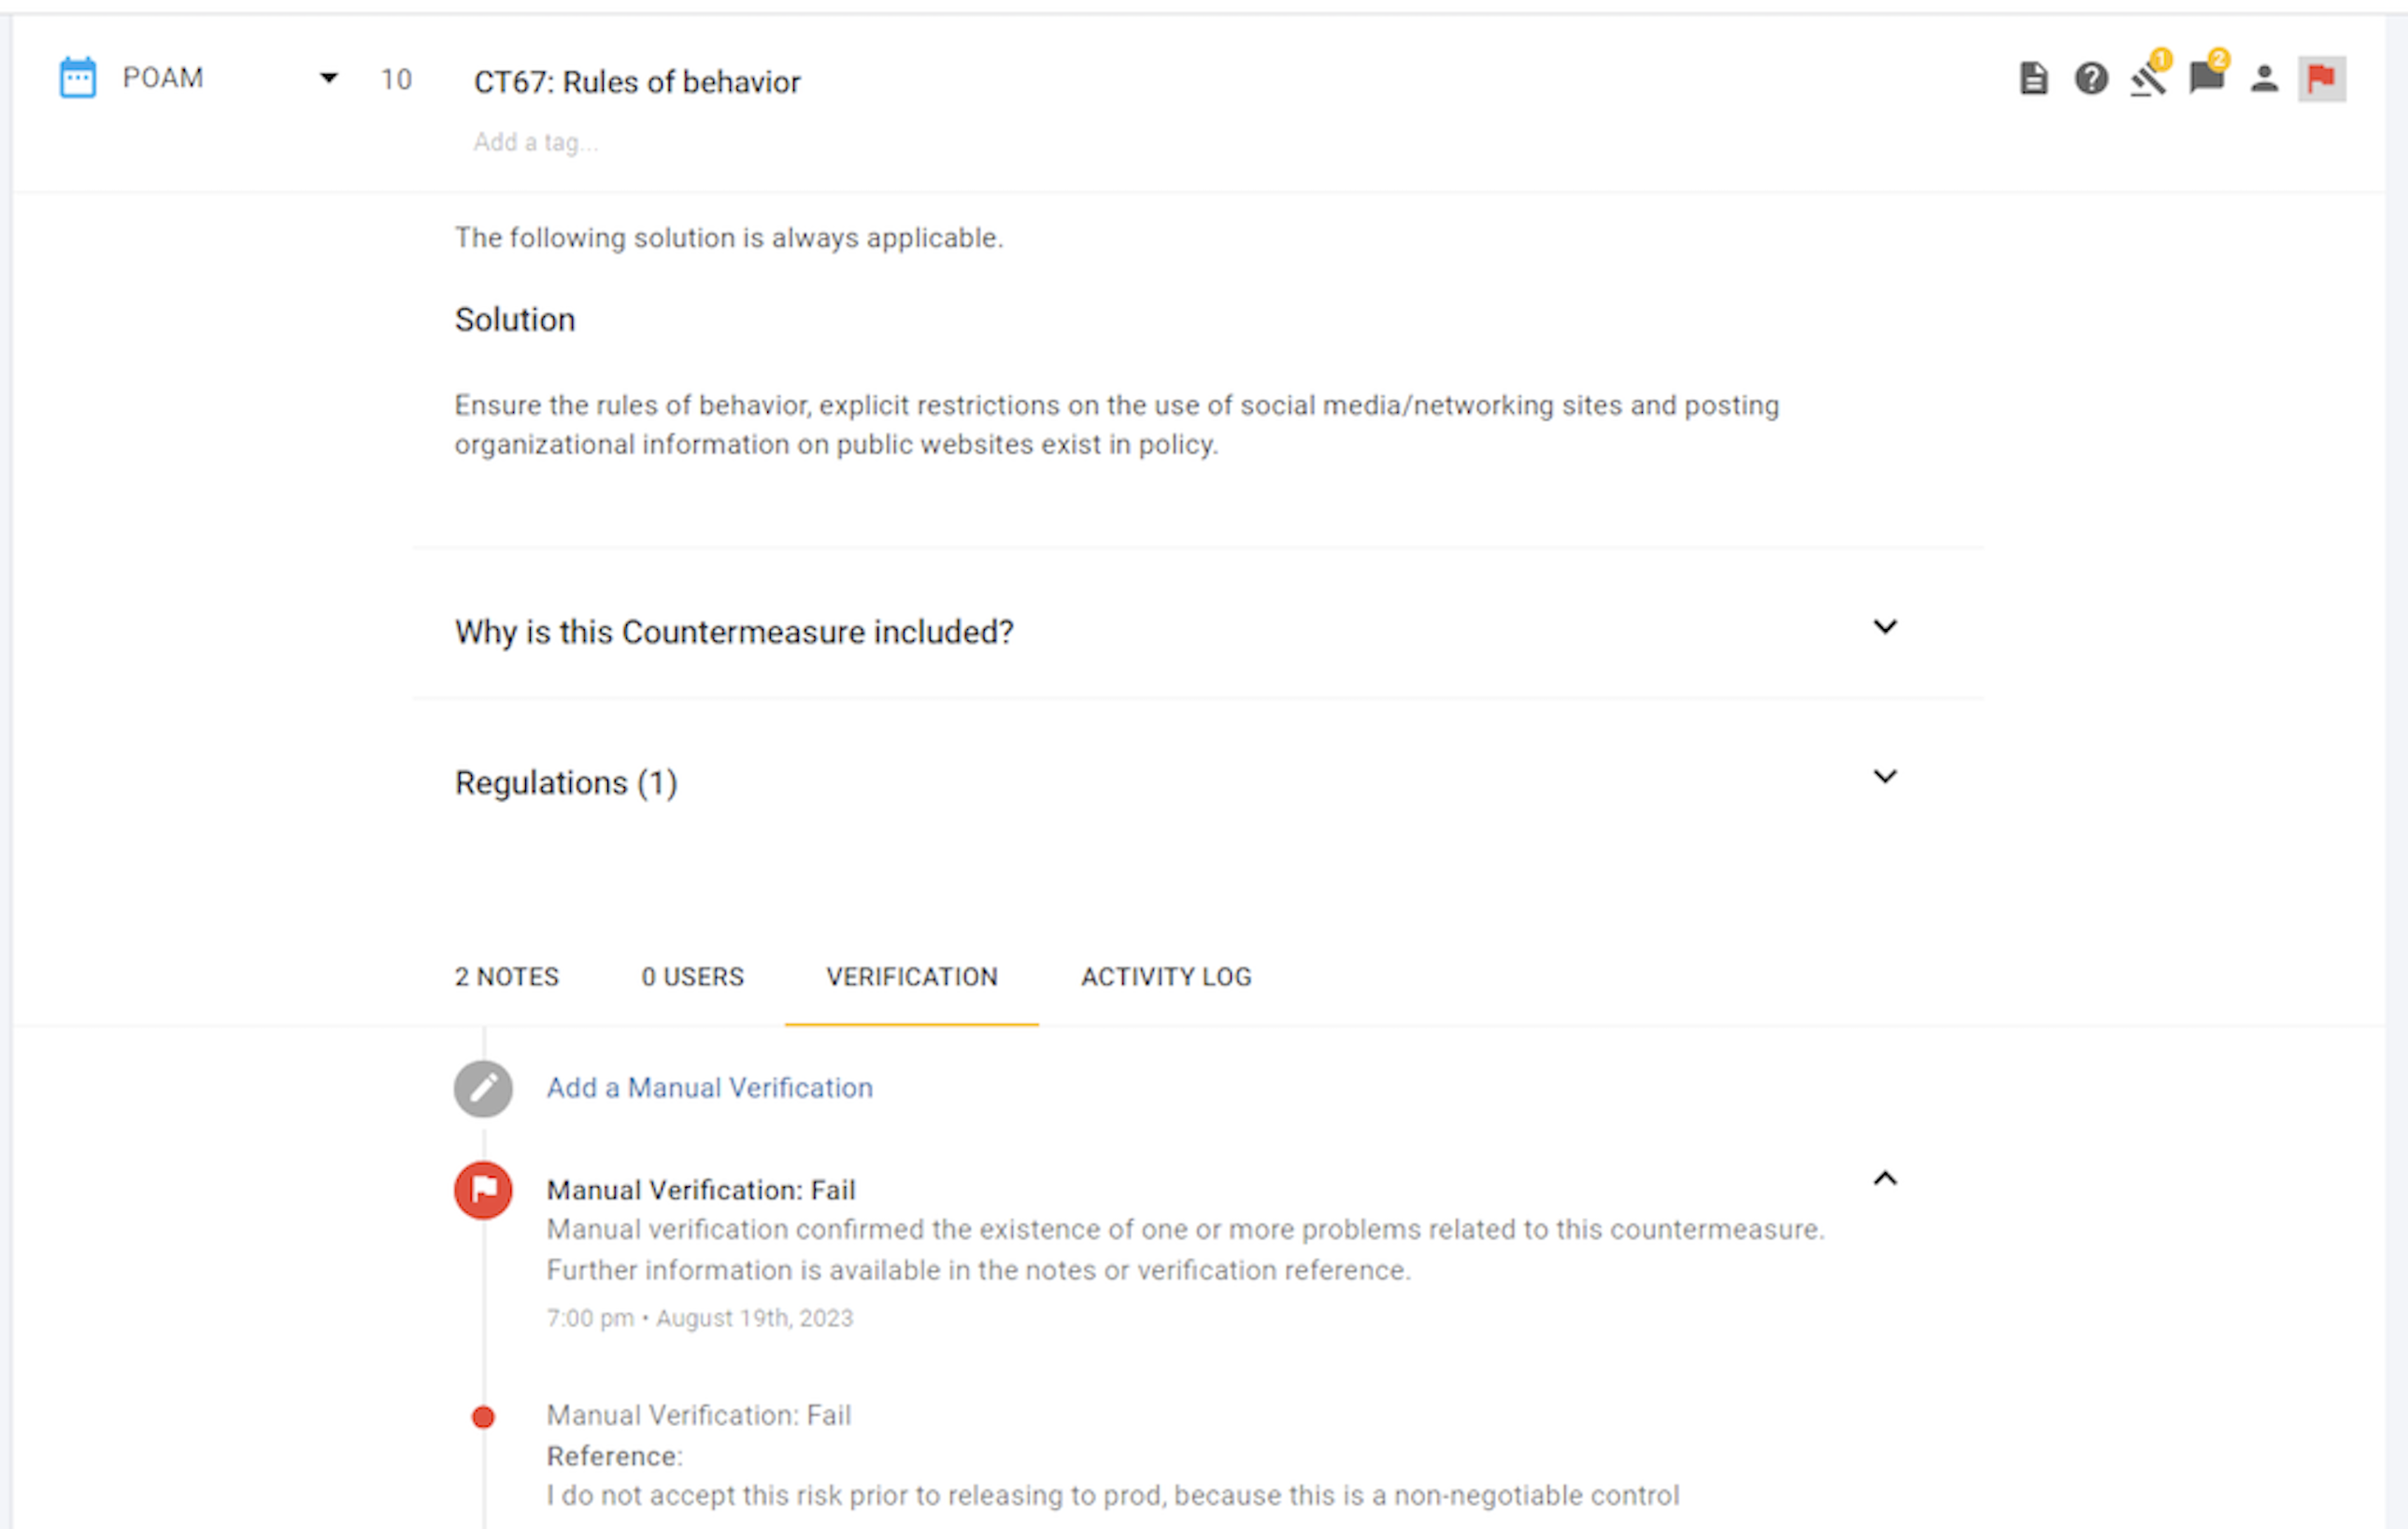 POAM 10 CT67: Rules of behavior 1 2
Add a tag...
The following solution is always applicable.
Solution
Ensure the rules of behavior, explicit restrictions on the use of social media/networking sites and posting
organizational information on public websites exist in policy.
Why is this Countermeasure included?
Regulations (1)
2 NOTES 0 USERS VERIFICATION ACTIVITY LOG
Add a Manual Verification
Manual Verification: Fail
Manual verification confirmed the existence of one or more problems related to this countermeasure.
Further information is available in the notes or verification reference.
7:00 pm • August 19th, 2023
Manual Verification: Fail
Reference:
I do not accept this risk prior to releasing to prod, because this is a non-negotiable control